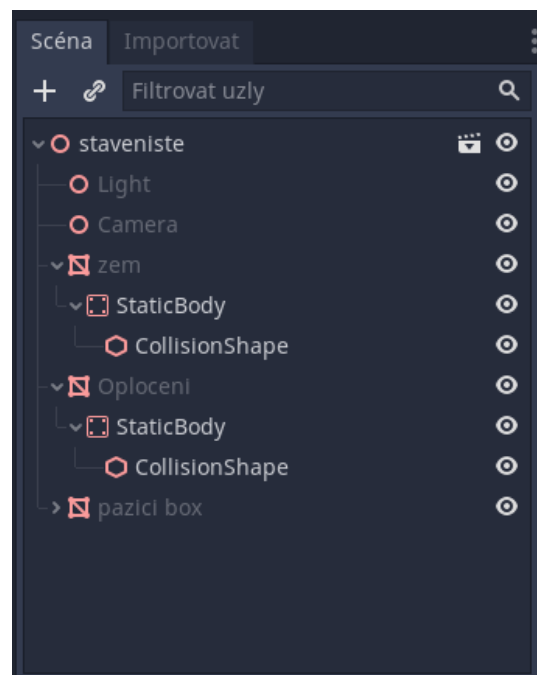 Scéna Importovat
Filtrovat uzly
staveniste
Light
Camera
zem
StaticBody
CollisionShape
Oploceni
StaticBody
CollisionShape
pazici box